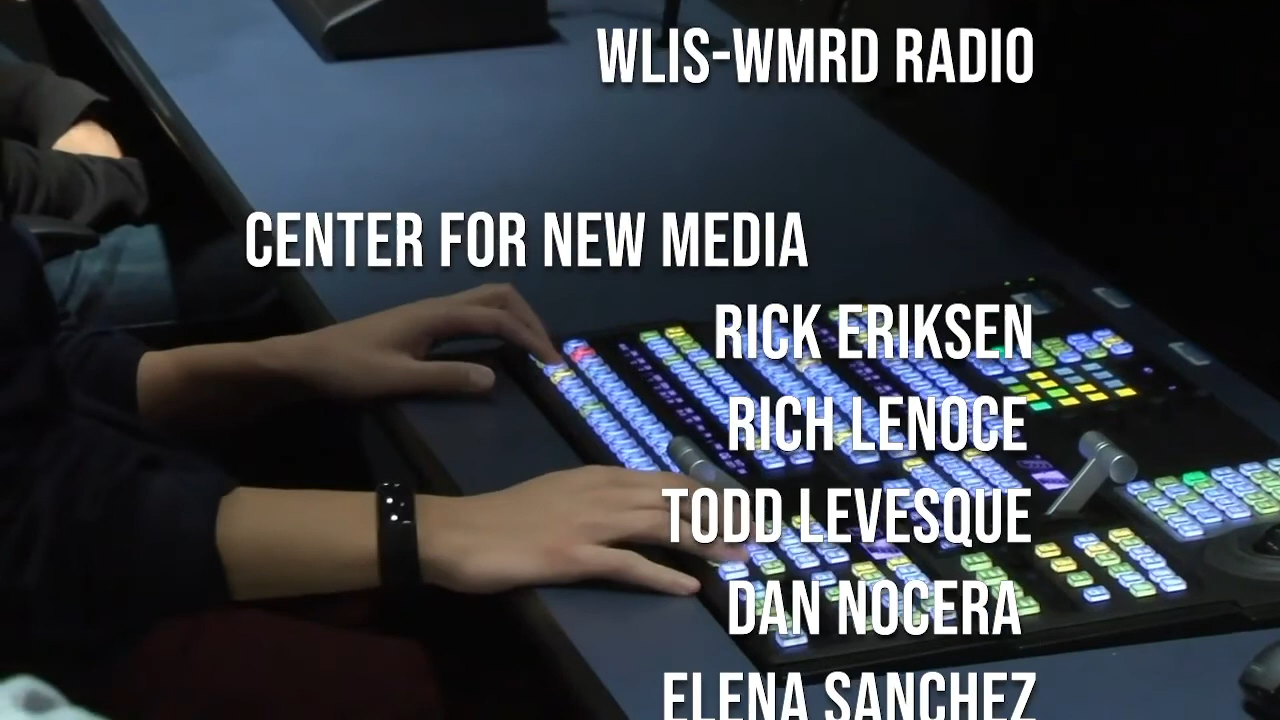 WLIS-WMRD RADIO
CENTER FOR NEW MEDIA
RICK ERIKSEN
RICH LENOCE
TODD LEVESQUE
DAN NOCERA
ELENA SANCHEZ